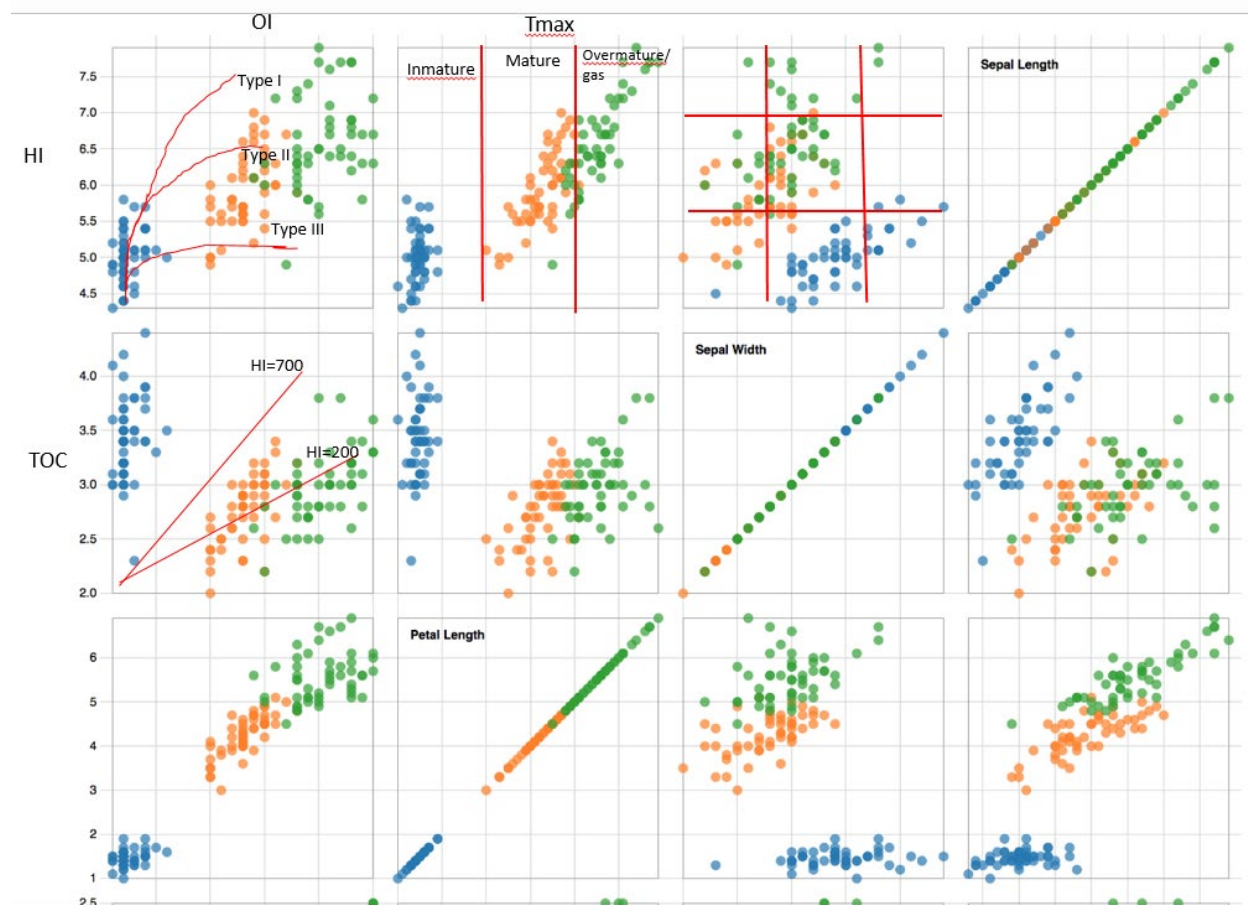 OI
Tmax
HI
7.5
7.0
6.5
6.0
5.5
5.0
4.5
Type I
Type II
Type III
Inmature
Mature
Overmature/
gas
Sepal Length
TOC
4.0
3.5
3.0
2.5
2.0
HI=700
HI=200
Sepal Width
6
5
4
3
2
1
Petal Length
2.5